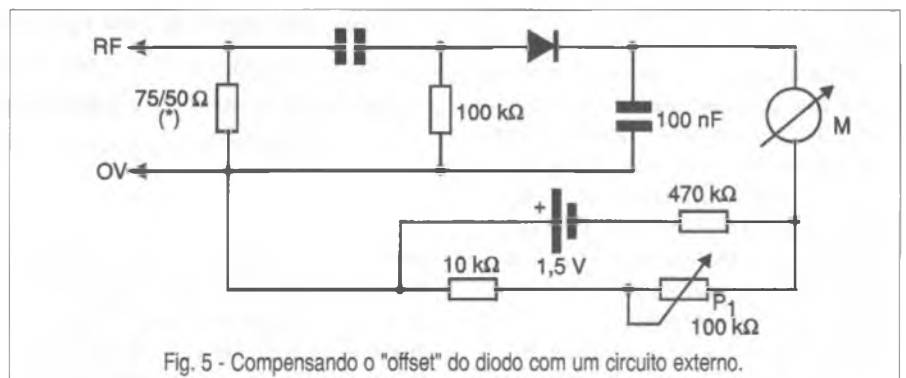 RF
75/50 Ω
(*)
100 kΩ
100 nF
M
OV
470 kΩ
+
1,5 V
10 kΩ
P1
100 kΩ
Fig. 5 - Compensando o "offset" do diodo com um circuito externo.